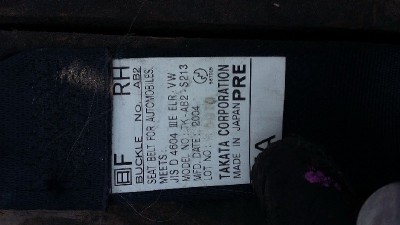 F RH
BUCKLE NO. AB2
SEAT BELT FOR AUTOMOBILES.
MEETS:
JIS D 4604 ⅢE ELR: VW
MODEL NO.: TK-AB2-S213
MFD. DATE: 2004
LOT NO.:
TAKATA CORPORATION
MADE IN JAPAN PRE
A